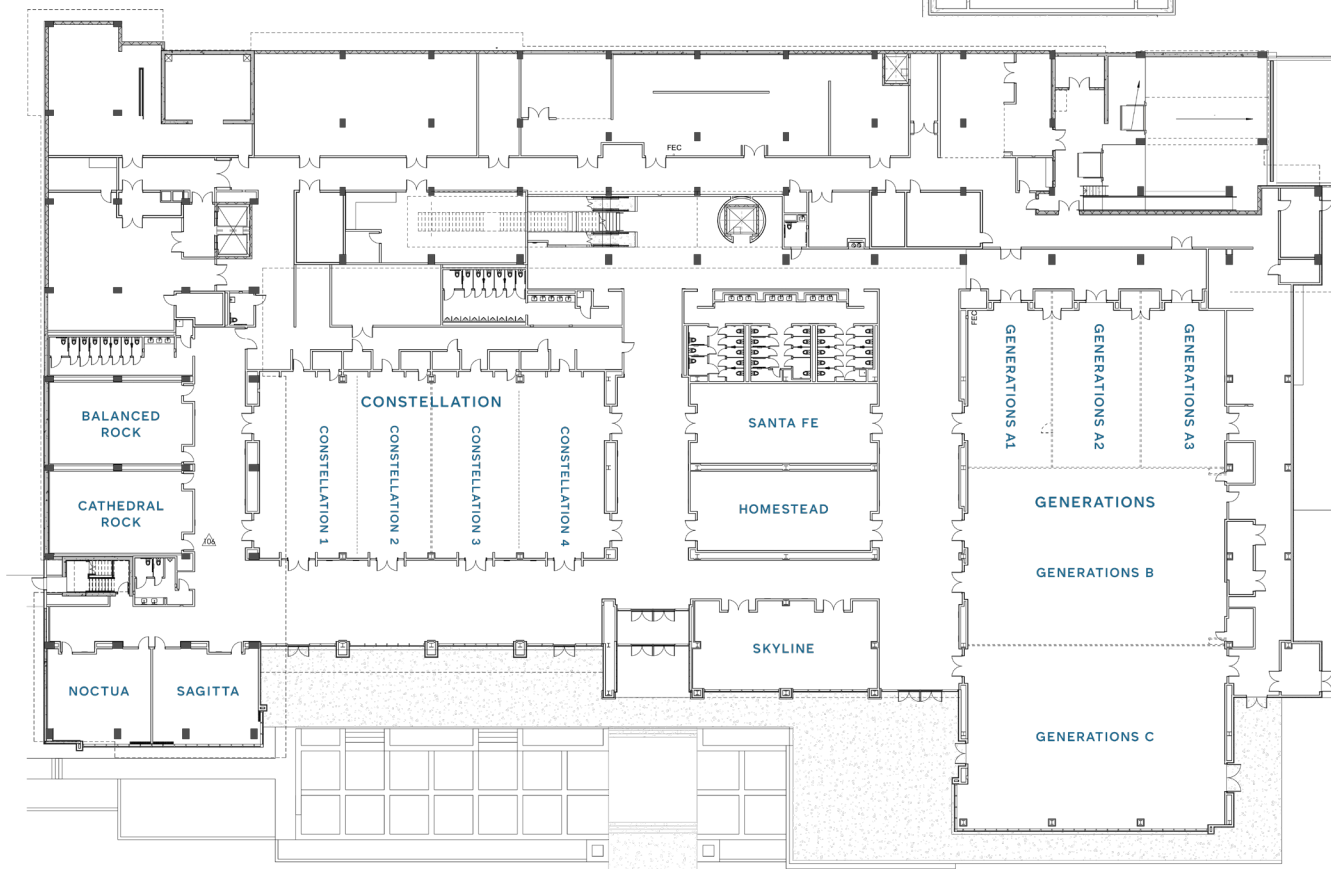 FEC
FEC
GENERATIONS A1
GENERATIONS A2
GENERATIONS A3
BALANCED
ROCK
CONSTELLATION
SANTA FE
CONSTELLATION 1
CONSTELLATION 2
CONSTELLATION 3
CONSTELLATION 4
CATHEDRAL
ROCK
HOMESTEAD
GENERATIONS
106
GENERATIONS B
SKYLINE
NOCTUA
SAGITTA
GENERATIONS C